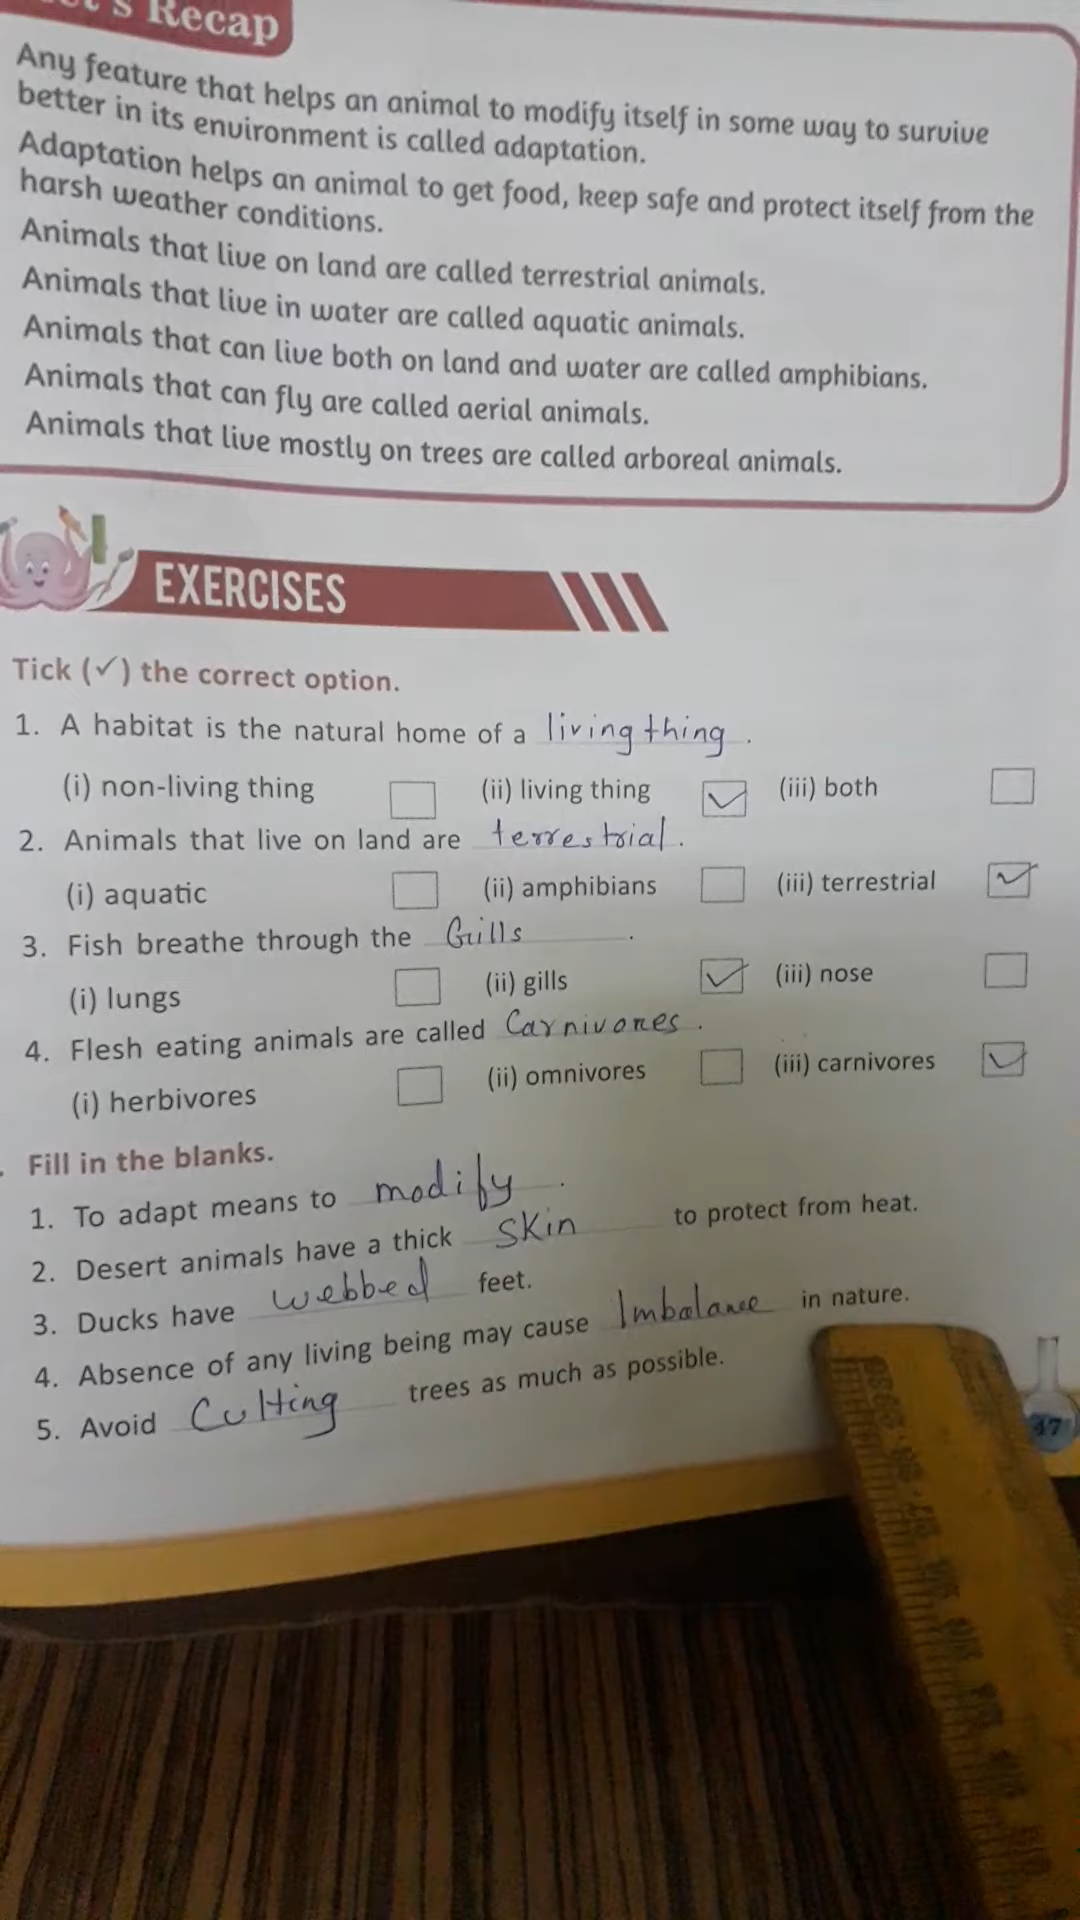 's Recap
Any feature that helps an animal to modify itself in some way to survive
better in its environment is called adaptation.
Adaptation helps an animal to get food, keep safe and protect itself from the
harsh weather conditions.
Animals that live on land are called terrestrial animals.
Animals that live in water are called aquatic animals.
Animals that can live both on land and water are called amphibians.
Animals that can fly are called aerial animals.
Animals that live mostly on trees are called arboreal animals.
EXERCISES
Tick (✓) the correct option.
1. A habitat is the natural home of a living thing.
(i) non-living thing (ii) living thing ✓ (iii) both
2. Animals that live on land are terrestrial.
(i) aquatic (ii) amphibians (iii) terrestrial ✓
3. Fish breathe through the Gills.
(i) lungs (ii) gills ✓ (iii) nose
4. Flesh eating animals are called Carnivores.
(i) herbivores (ii) omnivores (iii) carnivores ✓
Fill in the blanks.
1. To adapt means to modify.
2. Desert animals have a thick skin to protect from heat.
3. Ducks have webbed feet.
4. Absence of any living being may cause Imbalance in nature.
5. Avoid Cutting trees as much as possible.
47